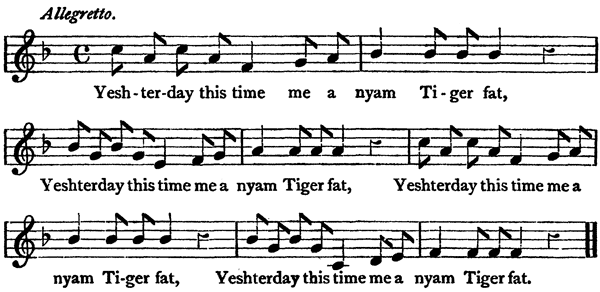 Allegretto.
Yesh-ter-day this time me a nyam Ti-ger fat,
Yeshterday this time me a nyam Tiger fat, Yeshterday this time me a
nyam Ti-ger fat, Yeshterday this time me a nyam Tiger fat.